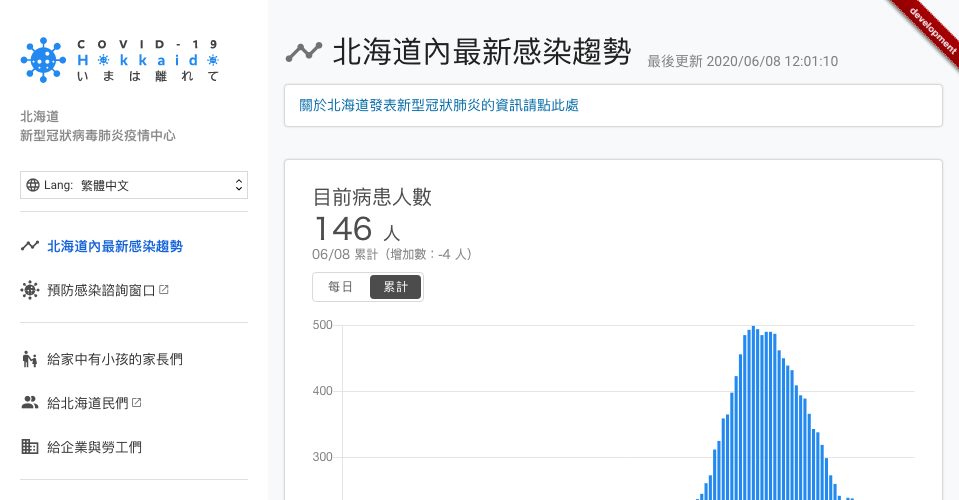 COVID-19
Hokkaido
いまは離れて
北海道
新型冠狀病毒肺炎疫情中心
Lang: 繁體中文
北海道內最新感染趨勢
預防感染諮詢窗口
給家中有小孩的家長們
給北海道民們
給企業與勞工們
北海道內最新感染趨勢
最後更新 2020/06/08 12:01:10
development
關於北海道發表新型冠狀肺炎的資訊請點此處
目前病患人數
146 人
06/08 累計（增加數：-4 人）
每日 累計
500
400
300